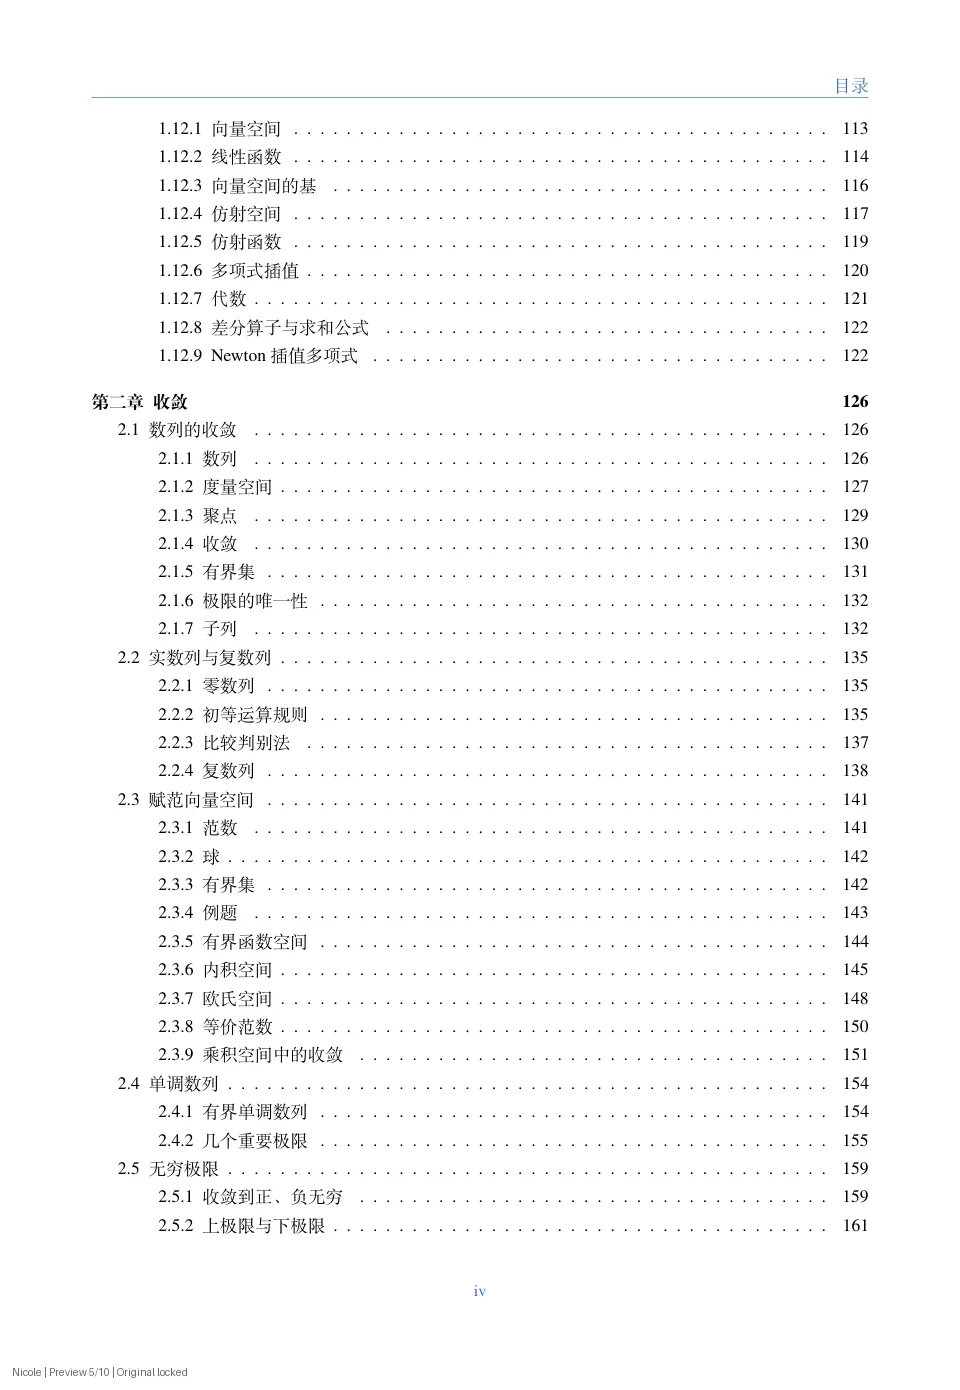 目录
1.12.1 向量空间 . . . . . . . . . . . . . . . . . . . . . . . . . . . . . . . . . . . . . . . . . 113
1.12.2 线性函数 . . . . . . . . . . . . . . . . . . . . . . . . . . . . . . . . . . . . . . . . . 114
1.12.3 向量空间的基 . . . . . . . . . . . . . . . . . . . . . . . . . . . . . . . . . . . . . . 116
1.12.4 仿射空间 . . . . . . . . . . . . . . . . . . . . . . . . . . . . . . . . . . . . . . . . . 117
1.12.5 仿射函数 . . . . . . . . . . . . . . . . . . . . . . . . . . . . . . . . . . . . . . . . . 119
1.12.6 多项式插值 . . . . . . . . . . . . . . . . . . . . . . . . . . . . . . . . . . . . . . . . 120
1.12.7 代数 . . . . . . . . . . . . . . . . . . . . . . . . . . . . . . . . . . . . . . . . . . . . 121
1.12.8 差分算子与求和公式 . . . . . . . . . . . . . . . . . . . . . . . . . . . . . . . . . . 122
1.12.9 Newton 插值多项式 . . . . . . . . . . . . . . . . . . . . . . . . . . . . . . . . . . . 122
第二章 收敛 126
2.1 数列的收敛 . . . . . . . . . . . . . . . . . . . . . . . . . . . . . . . . . . . . . . . . . . . . 126
2.1.1 数列 . . . . . . . . . . . . . . . . . . . . . . . . . . . . . . . . . . . . . . . . . . . . 126
2.1.2 度量空间 . . . . . . . . . . . . . . . . . . . . . . . . . . . . . . . . . . . . . . . . . . 127
2.1.3 聚点 . . . . . . . . . . . . . . . . . . . . . . . . . . . . . . . . . . . . . . . . . . . . 129
2.1.4 收敛 . . . . . . . . . . . . . . . . . . . . . . . . . . . . . . . . . . . . . . . . . . . . 130
2.1.5 有界集 . . . . . . . . . . . . . . . . . . . . . . . . . . . . . . . . . . . . . . . . . . . 131
2.1.6 极限的唯一性 . . . . . . . . . . . . . . . . . . . . . . . . . . . . . . . . . . . . . . . 132
2.1.7 子列 . . . . . . . . . . . . . . . . . . . . . . . . . . . . . . . . . . . . . . . . . . . . 132
2.2 实数列与复数列 . . . . . . . . . . . . . . . . . . . . . . . . . . . . . . . . . . . . . . . . . . 135
2.2.1 零数列 . . . . . . . . . . . . . . . . . . . . . . . . . . . . . . . . . . . . . . . . . . . 135
2.2.2 初等运算规则 . . . . . . . . . . . . . . . . . . . . . . . . . . . . . . . . . . . . . . . 135
2.2.3 比较判别法 . . . . . . . . . . . . . . . . . . . . . . . . . . . . . . . . . . . . . . . . 137
2.2.4 复数列 . . . . . . . . . . . . . . . . . . . . . . . . . . . . . . . . . . . . . . . . . . . 138
2.3 赋范向量空间 . . . . . . . . . . . . . . . . . . . . . . . . . . . . . . . . . . . . . . . . . . . 141
2.3.1 范数 . . . . . . . . . . . . . . . . . . . . . . . . . . . . . . . . . . . . . . . . . . . . 141
2.3.2 球 . . . . . . . . . . . . . . . . . . . . . . . . . . . . . . . . . . . . . . . . . . . . . . 142
2.3.3 有界集 . . . . . . . . . . . . . . . . . . . . . . . . . . . . . . . . . . . . . . . . . . . 142
2.3.4 例题 . . . . . . . . . . . . . . . . . . . . . . . . . . . . . . . . . . . . . . . . . . . . 143
2.3.5 有界函数空间 . . . . . . . . . . . . . . . . . . . . . . . . . . . . . . . . . . . . . . . 144
2.3.6 内积空间 . . . . . . . . . . . . . . . . . . . . . . . . . . . . . . . . . . . . . . . . . . 145
2.3.7 欧氏空间 . . . . . . . . . . . . . . . . . . . . . . . . . . . . . . . . . . . . . . . . . . 148
2.3.8 等价范数 . . . . . . . . . . . . . . . . . . . . . . . . . . . . . . . . . . . . . . . . . . 150
2.3.9 乘积空间中的收敛 . . . . . . . . . . . . . . . . . . . . . . . . . . . . . . . . . . . . 151
2.4 单调数列 . . . . . . . . . . . . . . . . . . . . . . . . . . . . . . . . . . . . . . . . . . . . . . 154
2.4.1 有界单调数列 . . . . . . . . . . . . . . . . . . . . . . . . . . . . . . . . . . . . . . . 154
2.4.2 几个重要极限 . . . . . . . . . . . . . . . . . . . . . . . . . . . . . . . . . . . . . . . 155
2.5 无穷极限 . . . . . . . . . . . . . . . . . . . . . . . . . . . . . . . . . . . . . . . . . . . . . . 159
2.5.1 收敛到正、负无穷 . . . . . . . . . . . . . . . . . . . . . . . . . . . . . . . . . . . . 159
2.5.2 上极限与下极限 . . . . . . . . . . . . . . . . . . . . . . . . . . . . . . . . . . . . . . 161
iv
Nicole | Preview 5/10 | Original locked